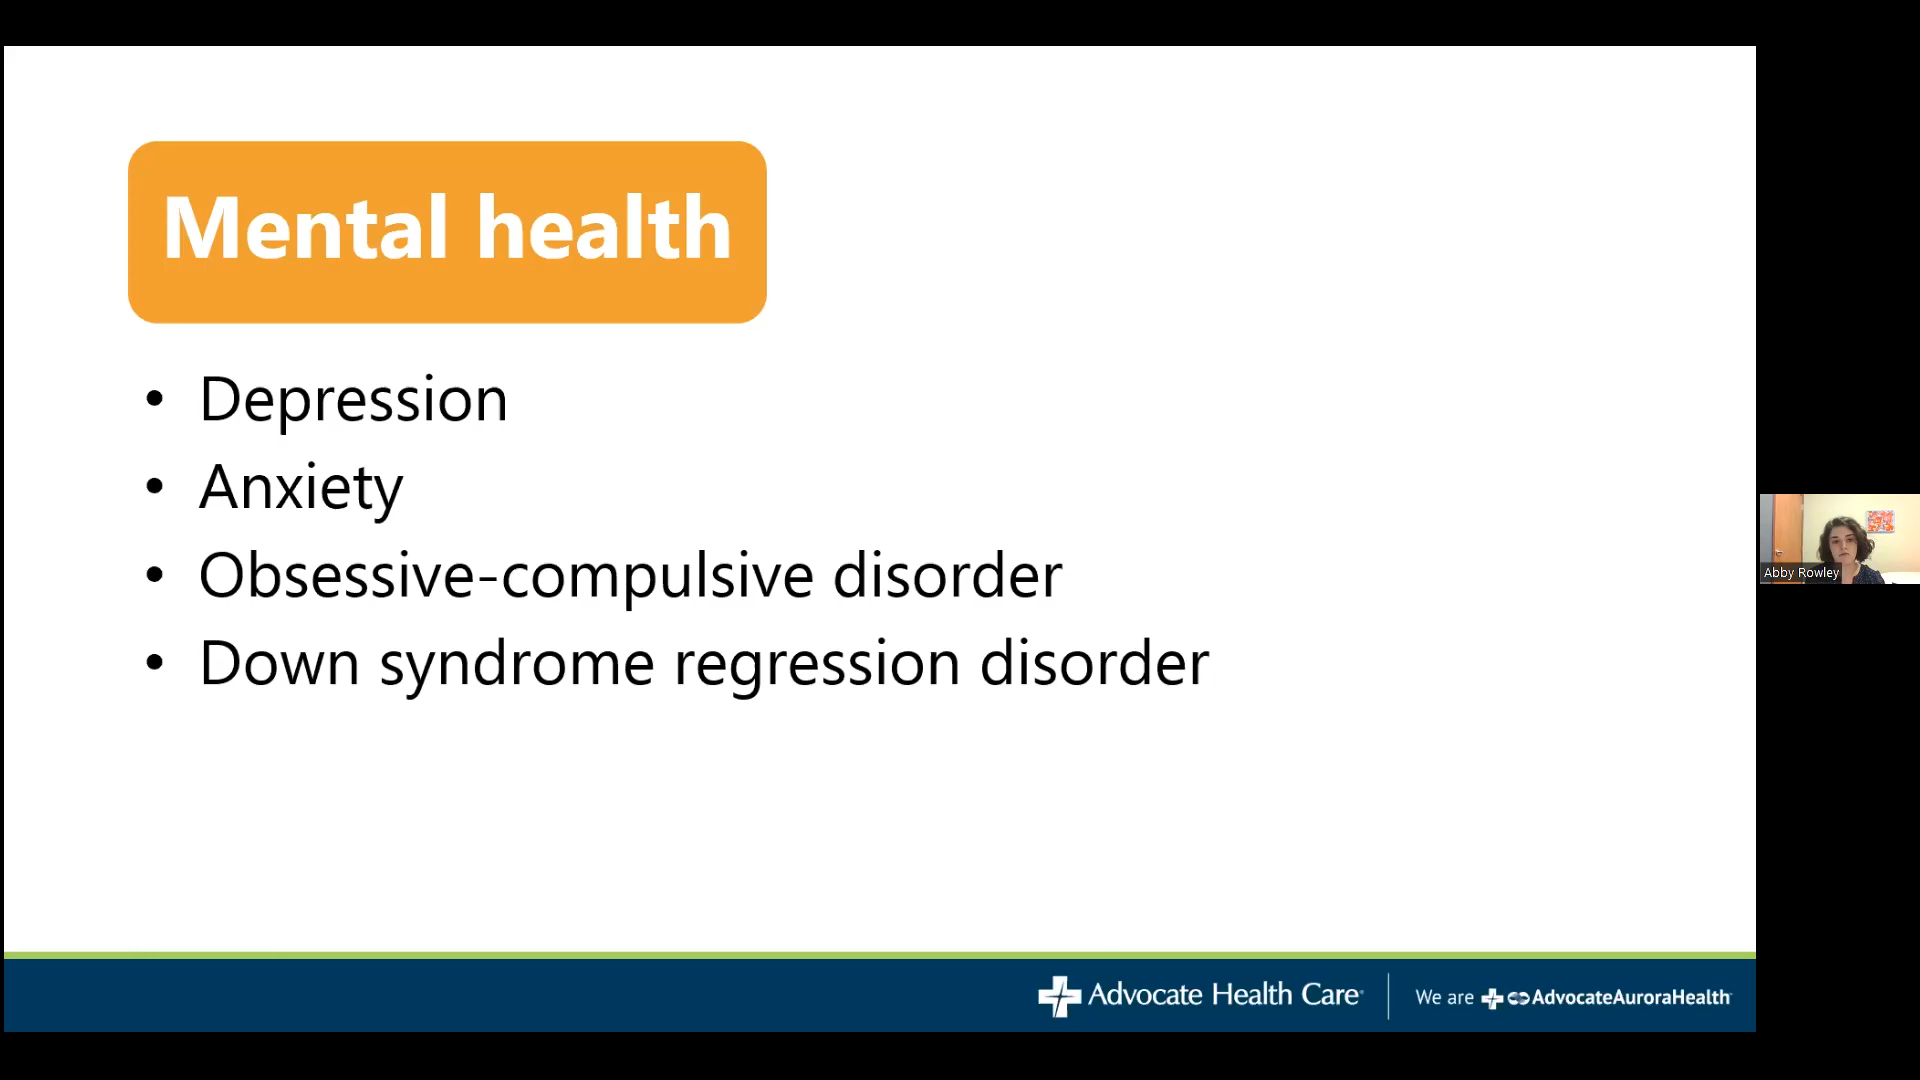 Mental health
• Depression
• Anxiety
• Obsessive-compulsive disorder
• Down syndrome regression disorder
Abby Rowley
Advocate Health Care
We are AdvocateAuroraHealth